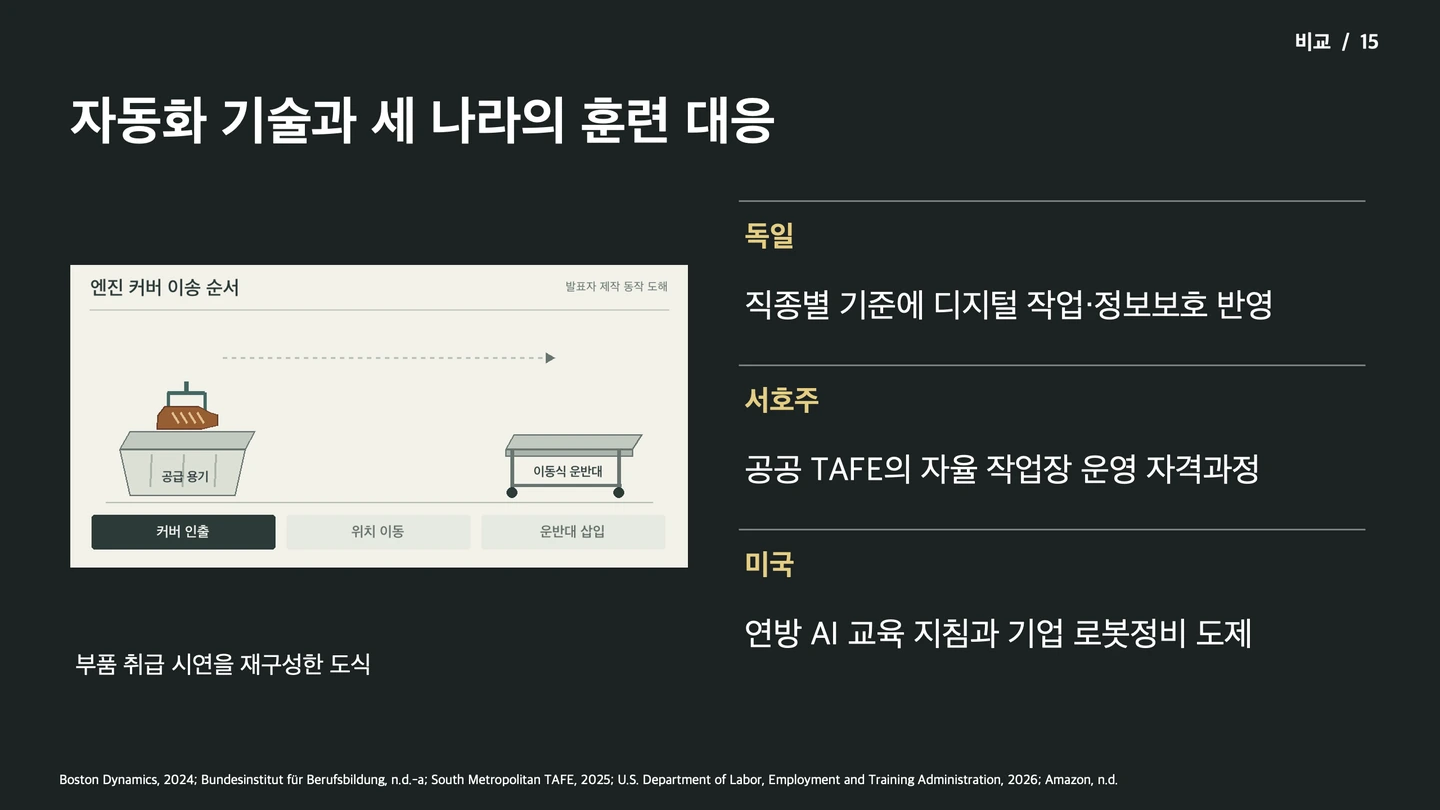 비교 / 15
자동화 기술과 세 나라의 훈련 대응
엔진 커버 이송 순서
발표자 제작 동작 도해
공급 용기
이동식 운반대
커버 인출
위치 이동
운반대 삽입
부품 취급 시연을 재구성한 도식
독일
직종별 기준에 디지털 작업·정보보호 반영
서호주
공공 TAFE의 자율 작업장 운영 자격과정
미국
연방 AI 교육 지침과 기업 로봇정비 도제
Boston Dynamics, 2024; Bundesinstitut für Berufsbildung, n.d.-a; South Metropolitan TAFE, 2025; U.S. Department of Labor, Employment and Training Administration, 2026; Amazon, n.d.